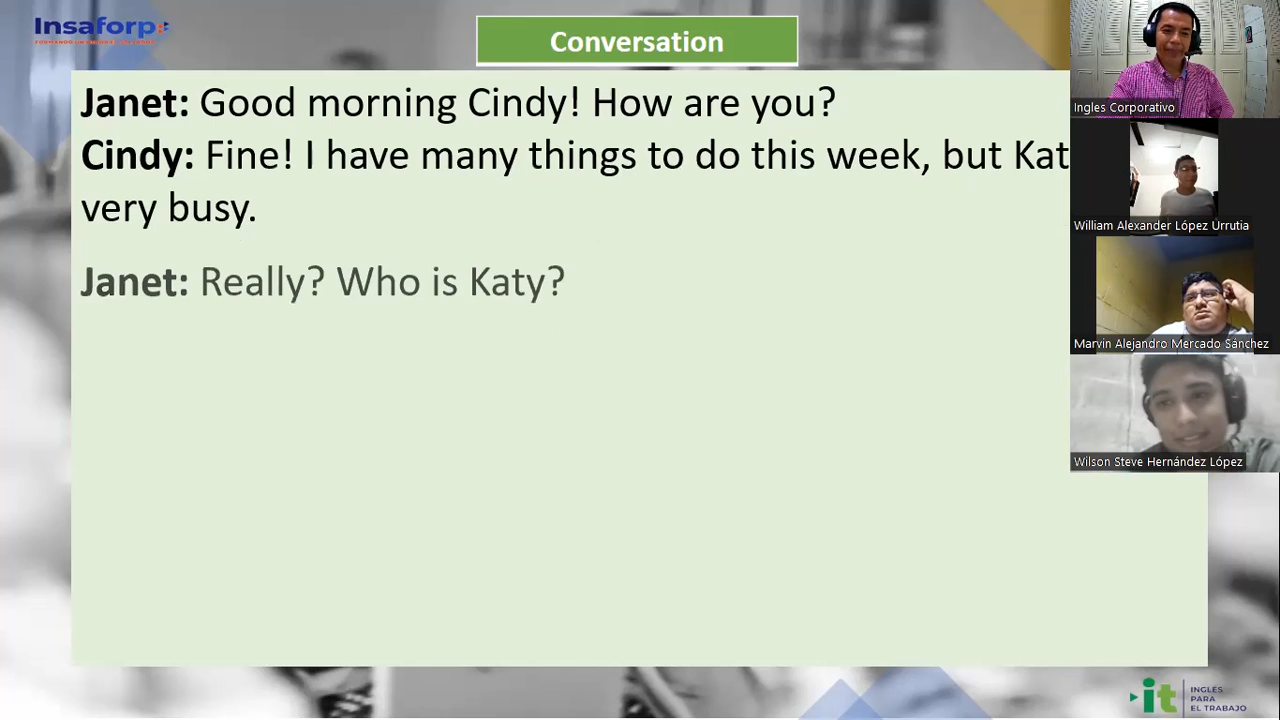 Insaforp
Conversation
Janet: Good morning Cindy! How are you?
Cindy: Fine! I have many things to do this week, but
very busy.
Janet: Really? Who is Katy?
Ingles Corporativo
William Alexander López Urrutia
Marvin Alejandro Mercado Sánchez
Wilson Steve Hernández López
it
INGLES
PARA
EL TRABAJO